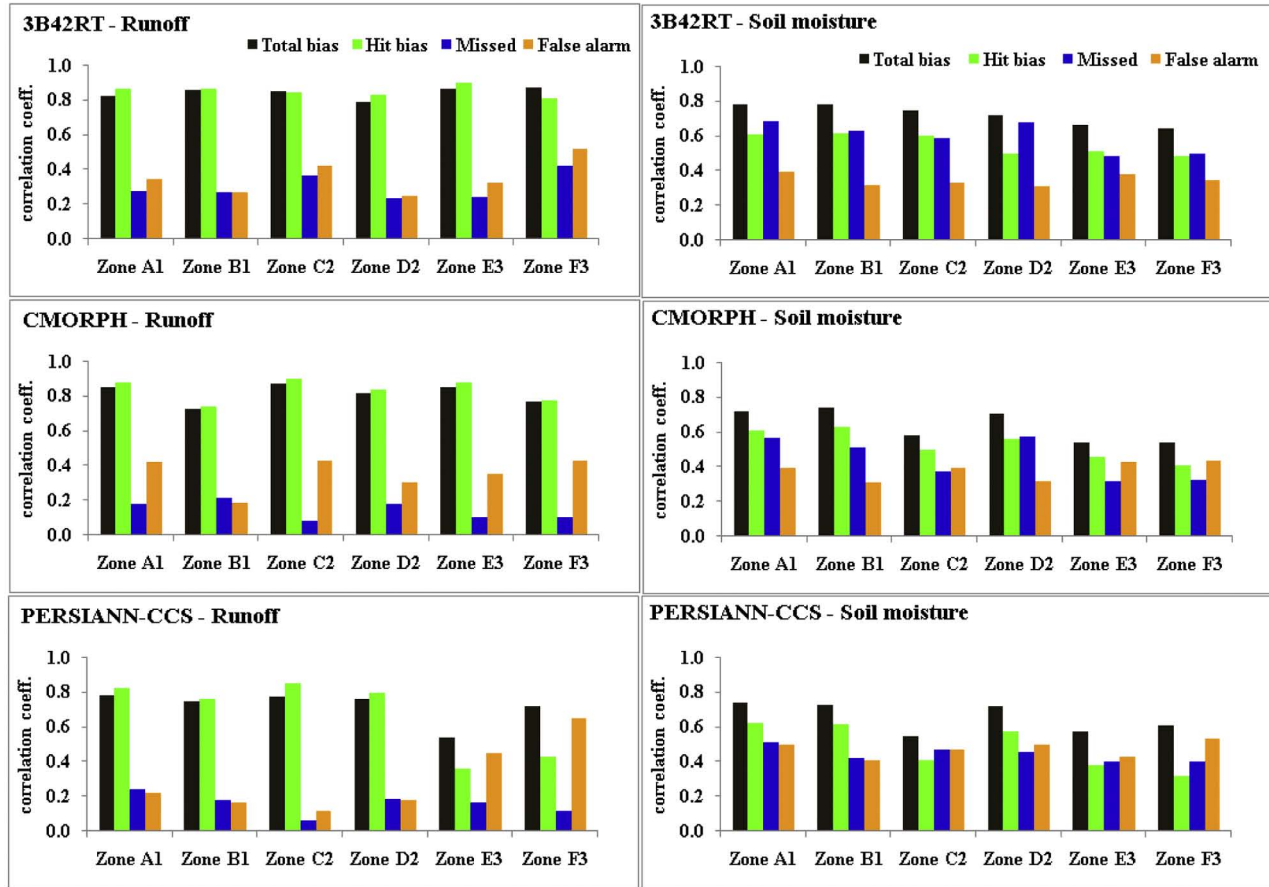 3B42RT - Runoff
Total bias Hit bias Missed False alarm
correlation coeff.
1.0
0.8
0.6
0.4
0.2
0.0
Zone A1 Zone B1 Zone C2 Zone D2 Zone E3 Zone F3
3B42RT - Soil moisture
Total bias Hit bias Missed False alarm
correlation coeff.
1.0
0.8
0.6
0.4
0.2
0.0
Zone A1 Zone B1 Zone C2 Zone D2 Zone E3 Zone F3
CMORPH - Runoff
correlation coeff.
1.0
0.8
0.6
0.4
0.2
0.0
Zone A1 Zone B1 Zone C2 Zone D2 Zone E3 Zone F3
CMORPH - Soil moisture
correlation coeff.
1.0
0.8
0.6
0.4
0.2
0.0
Zone A1 Zone B1 Zone C2 Zone D2 Zone E3 Zone F3
PERSIANN-CCS - Runoff
correlation coeff.
1.0
0.8
0.6
0.4
0.2
0.0
Zone A1 Zone B1 Zone C2 Zone D2 Zone E3 Zone F3
PERSIANN-CCS - Soil moisture
correlation coeff.
1.0
0.8
0.6
0.4
0.2
0.0
Zone A1 Zone B1 Zone C2 Zone D2 Zone E3 Zone F3